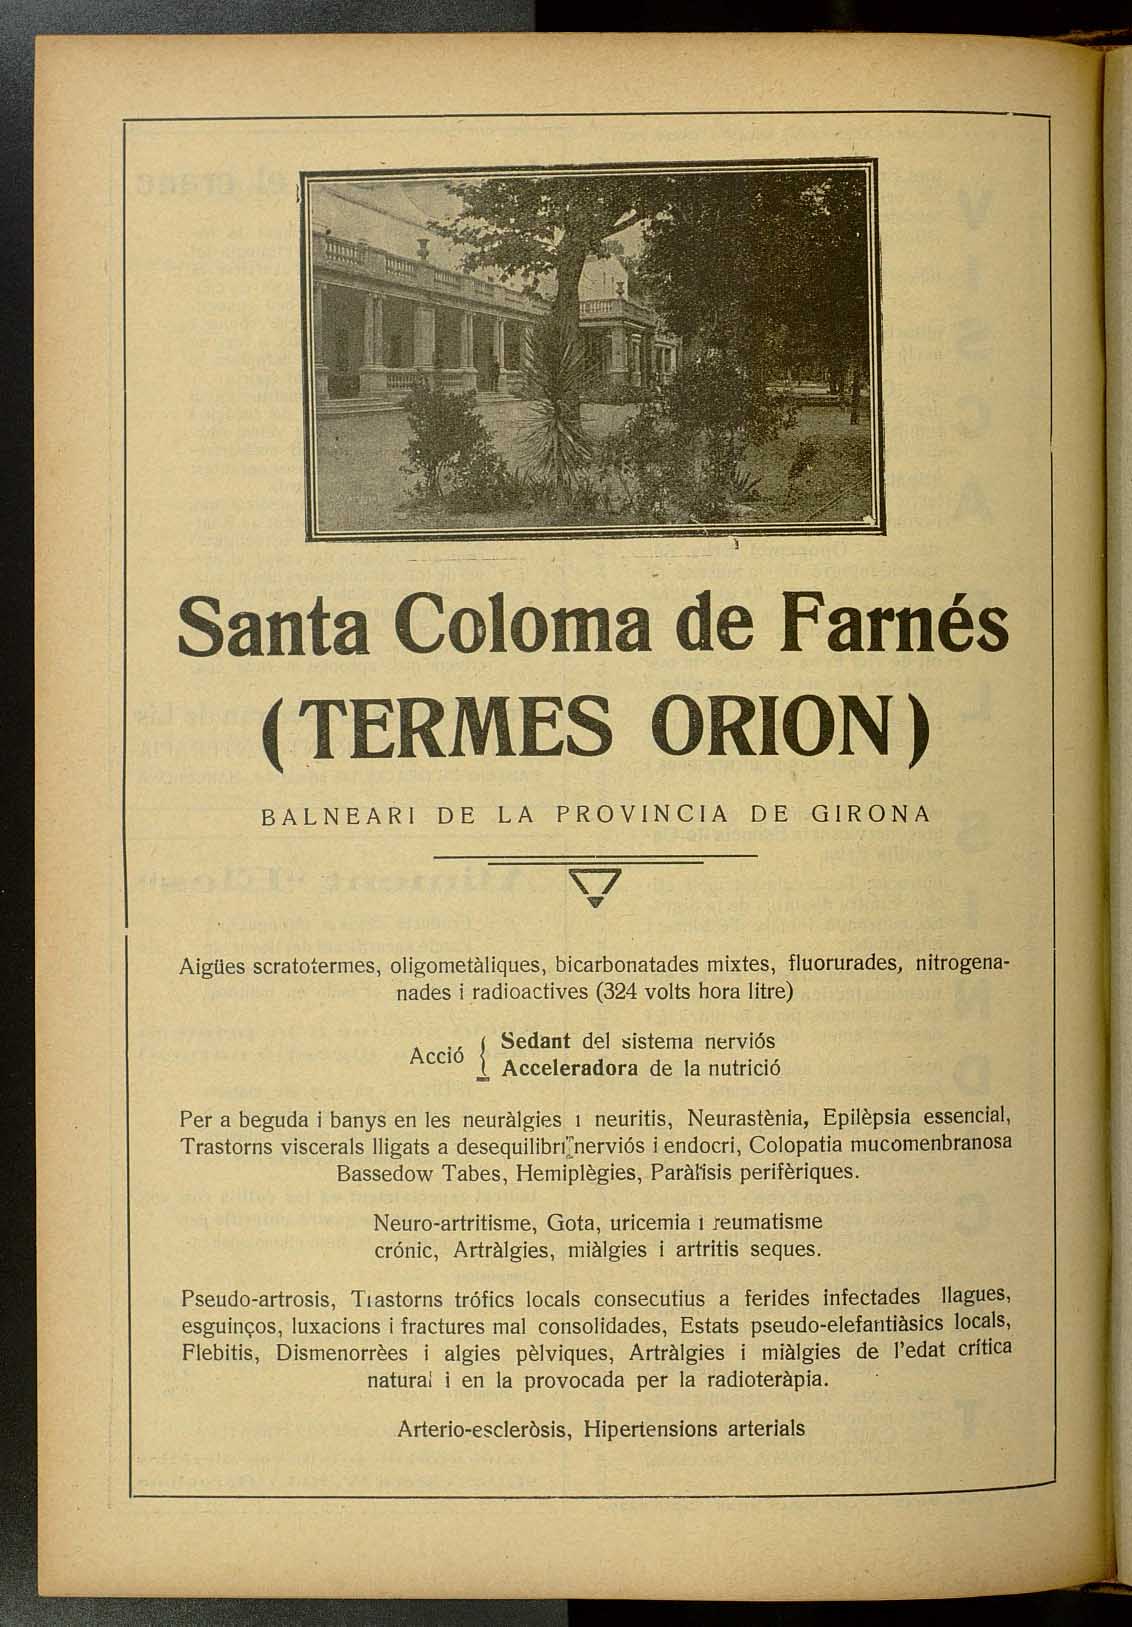 Santa Coloma de Farnés
(TERMES ORION)
BALNEARI DE LA PROVINCIA DE GIRONA
Aigües scratotermes, oligometàliques, bicarbonatades mixtes, fluorurades, nitrogena-
nades i radioactives (324 volts hora litre)
Acció { Sedant del sistema nerviós
Acceleradora de la nutrició
Per a beguda i banys en les neuràlgies i neuritis, Neurastènia, Epilèpsia essencial,
Trastorns viscerals lligats a desequilibri nerviós i endocri, Colopatia mucomenbranosa
Bassedow Tabes, Hemiplègies, Paràlisis perifèriques.
Neuro-artritisme, Gota, uricemia i reumatisme
crónic, Artràlgies, miàlgies i artritis seques.
Pseudo-artrosis, Trastorns trófics locals consecutius a ferides infectades llagues,
esguinços, luxacions i fractures mal consolidades, Estats pseudo-elefantiàsics locals,
Flebitis, Dismenorrèes i algies pèlviques, Artràlgies i miàlgies de l'edat crítica
natural i en la provocada per la radioteràpia.
Arterio-escleròsis, Hipertensions arterials